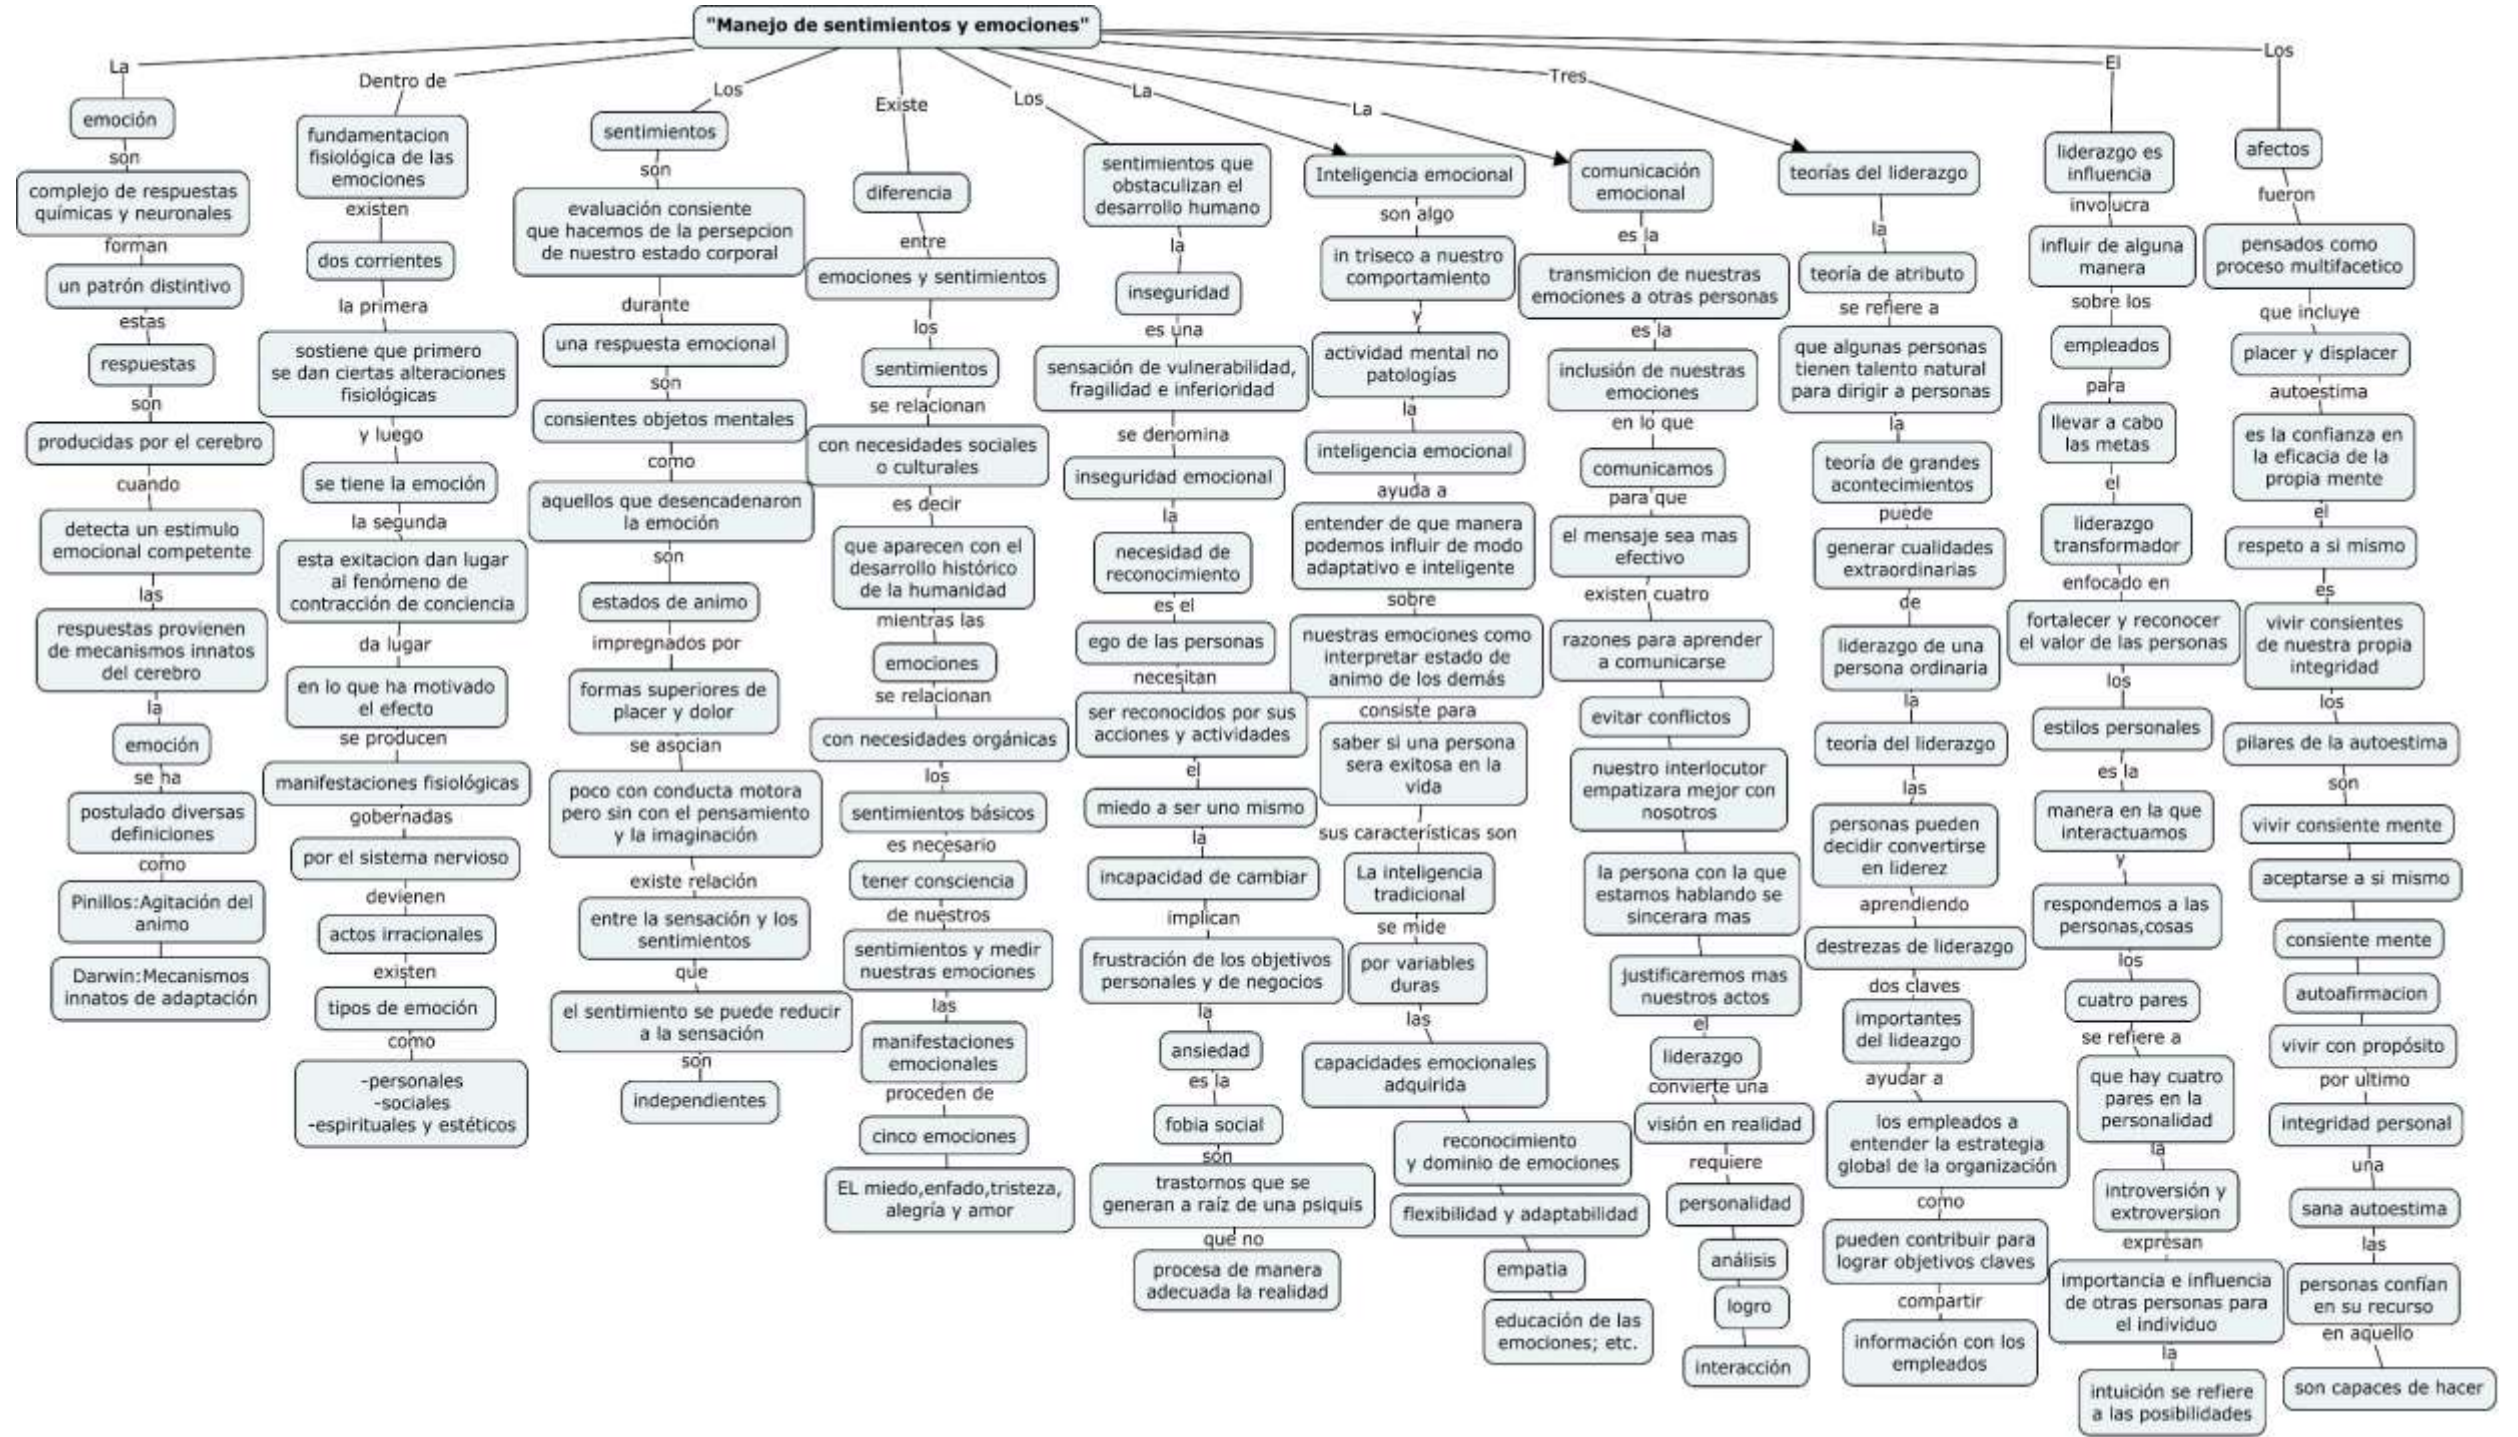 "Manejo de sentimientos y emociones"
La
emoción
son
complejo de respuestas
químicas y neuronales
forman
un patrón distintivo
estas
respuestas
son
producidas por el cerebro
cuando
detecta un estimulo
emocional competente
las
respuestas provienen
de mecanismos innatos
del cerebro
la
emoción
se ha
postulado diversas
definiciones
como
Pinillos:Agitación del
animo
Darwin:Mecanismos
innatos de adaptación
Dentro de
fundamentacion
fisiológica de las
emociones
existen
dos corrientes
la primera
sostiene que primero
se dan ciertas alteraciones
fisiológicas
y luego
se tiene la emoción
la segunda
esta exitacion dan lugar
al fenómeno de
contracción de conciencia
da lugar
en lo que ha motivado
el efecto
se producen
manifestaciones fisiológicas
gobernadas
por el sistema nervioso
devienen
actos irracionales
existen
tipos de emoción
como
-personales
-sociales
-espirituales y estéticos
Los
sentimientos
son
evaluación consiente
que hacemos de la persepcion
de nuestro estado corporal
durante
una respuesta emocional
son
consientes objetos mentales
como
aquellos que desencadenaron
la emoción
son
estados de animo
impregnados por
formas superiores de
placer y dolor
se asocian
poco con conducta motora
pero sin con el pensamiento
y la imaginación
existe relación
entre la sensación y los
sentimientos
que
el sentimiento se puede reducir
a la sensación
son
independientes
Existe
diferencia
entre
emociones y sentimientos
los
sentimientos
se relacionan
con necesidades sociales
o culturales
es decir
que aparecen con el
desarrollo histórico
de la humanidad
mientras las
emociones
se relacionan
con necesidades orgánicas
los
sentimientos básicos
es necesario
tener consciencia
de nuestros
sentimientos y medir
nuestras emociones
las
manifestaciones
emocionales
proceden de
cinco emociones
EL miedo,enfado,tristeza,
alegría y amor
Los
sentimientos que
obstaculizan el
desarrollo humano
la
inseguridad
es una
sensación de vulnerabilidad,
fragilidad e inferioridad
se denomina
inseguridad emocional
la
necesidad de
reconocimiento
es el
ego de las personas
necesitan
ser reconocidos por sus
acciones y actividades
el
miedo a ser uno mismo
la
incapacidad de cambiar
implican
frustración de los objetivos
personales y de negocios
la
ansiedad
es la
fobia social
son
trastornos que se
generan a raíz de una psiquis
que no
procesa de manera
adecuada la realidad
La
Inteligencia emocional
son algo
in triseco a nuestro
comportamiento
y
actividad mental no
patologías
la
inteligencia emocional
ayuda a
entender de que manera
podemos influir de modo
adaptativo e inteligente
sobre
nuestras emociones como
interpretar estado de
animo de los demás
consiste para
saber si una persona
sera exitosa en la
vida
sus características son
La inteligencia
tradicional
se mide
por variables
duras
las
capacidades emocionales
adquirida
reconocimiento
y dominio de emociones
flexibilidad y adaptabilidad
empatia
educación de las
emociones; etc.
La
comunicación
emocional
es la
transmicion de nuestras
emociones a otras personas
es la
inclusión de nuestras
emociones
en lo que
comunicamos
para que
el mensaje sea mas
efectivo
existen cuatro
razones para aprender
a comunicarse
evitar conflictos
nuestro interlocutor
empatizara mejor con
nosotros
la persona con la que
estamos hablando se
sincerara mas
justificaremos mas
nuestros actos
el
liderazgo
convierte una
visión en realidad
requiere
personalidad
análisis
logro
interacción
Tres
teorías del liderazgo
la
teoría de atributo
se refiere a
que algunas personas
tienen talento natural
para dirigir a personas
la
teoría de grandes
acontecimientos
puede
generar cualidades
extraordinarias
de
liderazgo de una
persona ordinaria
la
teoría del liderazgo
las
personas pueden
decidir convertirse
en liderez
aprendiendo
destrezas de liderazgo
dos claves
importantes
del lideazgo
ayudar a
los empleados a
entender la estrategia
global de la organización
como
pueden contribuir para
lograr objetivos claves
compartir
información con los
empleados
El
liderazgo es
influencia
involucra
influir de alguna
manera
sobre los
empleados
para
llevar a cabo
las metas
el
liderazgo
transformador
enfocado en
fortalecer y reconocer
el valor de las personas
los
estilos personales
es la
manera en la que
interactuamos
y
respondemos a las
personas,cosas
los
cuatro pares
se refiere a
que hay cuatro
pares en la
personalidad
la
introversión y
extroversion
expresan
importancia e influencia
de otras personas para
el individuo
la
intuición se refiere
a las posibilidades
Los
afectos
fueron
pensados como
proceso multifacetico
que incluye
placer y displacer
autoestima
es la confianza en
la eficacia de la
propia mente
el
respeto a si mismo
es
vivir consientes
de nuestra propia
integridad
los
pilares de la autoestima
son
vivir consiente mente
aceptarse a si mismo
consiente mente
autoafirmacion
vivir con propósito
por ultimo
integridad personal
una
sana autoestima
las
personas confían
en su recurso
en aquello
son capaces de hacer